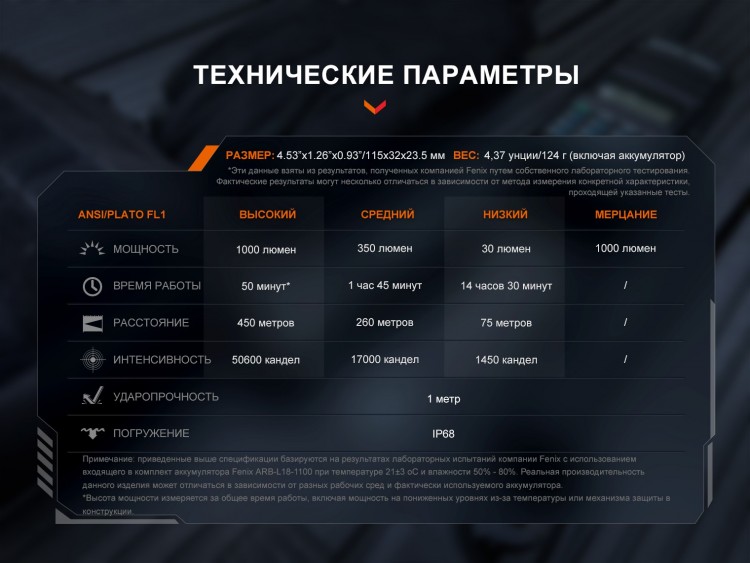 ТЕХНИЧЕСКИЕ ПАРАМЕТРЫ
РАЗМЕР: 4.53”x1.26”x0.93”/115x32x23.5 мм ВЕС: 4,37 унции/124 г (включая аккумулятор)
*Эти данные взяты из результатов, полученных компанией Fenix путем собственного лабораторного тестирования.
Фактические результаты могут несколько отличаться в зависимости от метода измерения конкретной характеристики,
проходящей указанные тесты.
ANSI/PLATO FL1 ВЫСОКИЙ СРЕДНИЙ НИЗКИЙ МЕРЦАНИЕ
МОЩНОСТЬ 1000 люмен 350 люмен 30 люмен 1000 люмен
ВРЕМЯ РАБОТЫ 50 минут* 1 час 45 минут 14 часов 30 минут /
РАССТОЯНИЕ 450 метров 260 метров 75 метров /
ИНТЕНСИВНОСТЬ 50600 кандел 17000 кандел 1450 кандел /
УДАРОПРОЧНОСТЬ 1 метр
ПОГРУЖЕНИЕ IP68
Примечание: приведенные выше спецификации базируются на результатах лабораторных испытаний компании Fenix с использованием
входящего в комплект аккумулятора Fenix ARB-L18-1100 при температуре 21±3 oC и влажности 50% - 80%. Реальная производительность
данного изделия может отличаться в зависимости от разных рабочих сред и фактически используемого аккумулятора.
*Высота мощности измеряется за общее время работы, включая мощность на пониженных уровнях из-за температуры или механизма защиты в
конструкции.